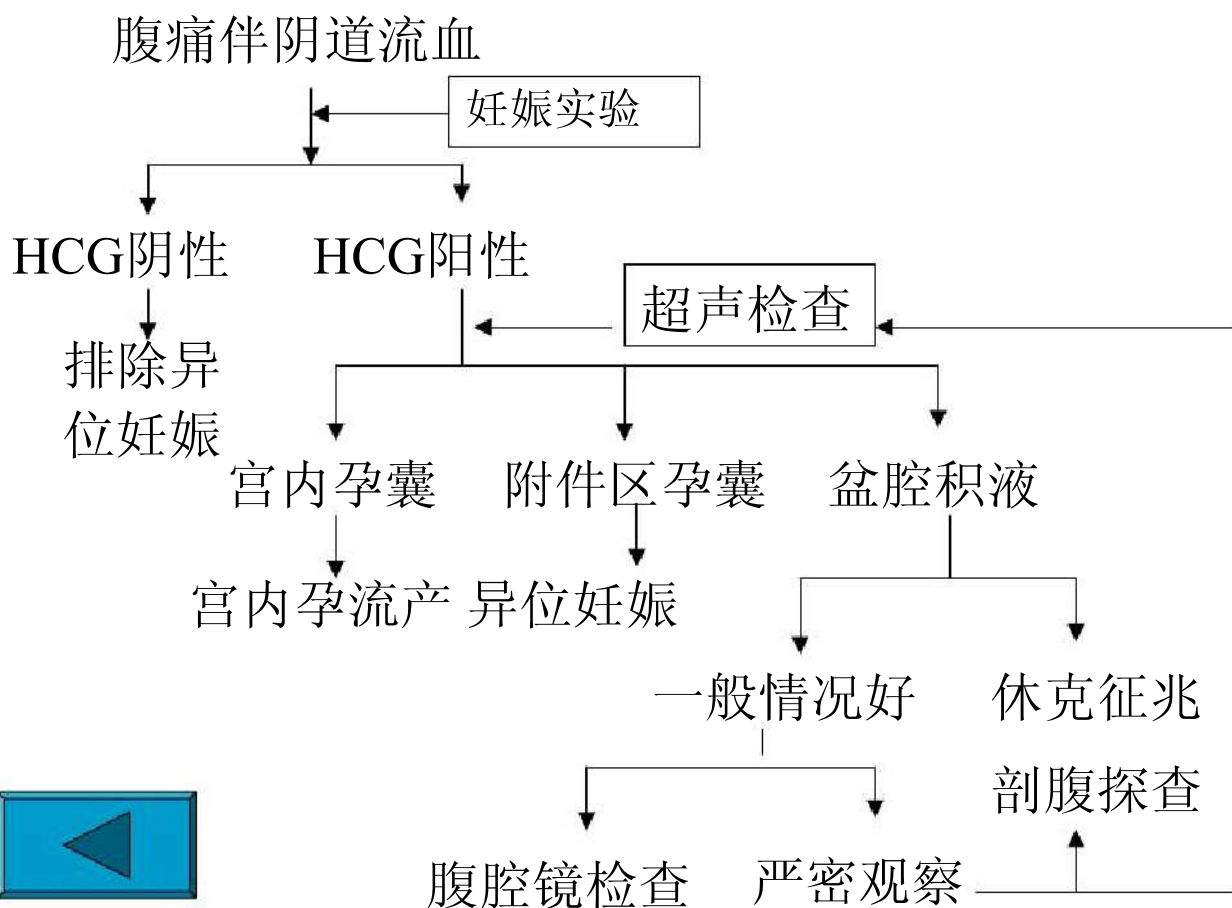 腹痛伴阴道流血
妊娠实验
HCG阴性
HCG阳性
超声检查
排除异
位妊娠
宫内孕囊
附件区孕囊
盆腔积液
宫内孕流产
异位妊娠
一般情况好
休克征兆
剖腹探查
腹腔镜检查
严密观察